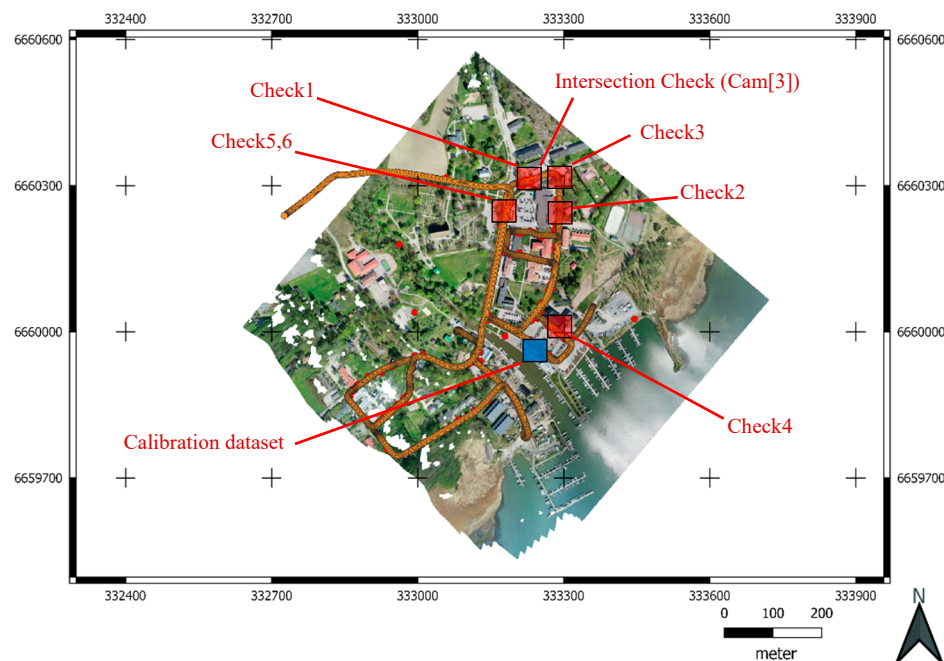 332400 332700 333000 333300 333600 333900
6660600 6660600
Check1
Intersection Check (Cam[3])
Check5,6
Check3
6660300 6660300
Check2
6660000 6660000
Calibration dataset
Check4
6659700 6659700
332400 332700 333000 333300 333600 333900
N
0 100 200
meter